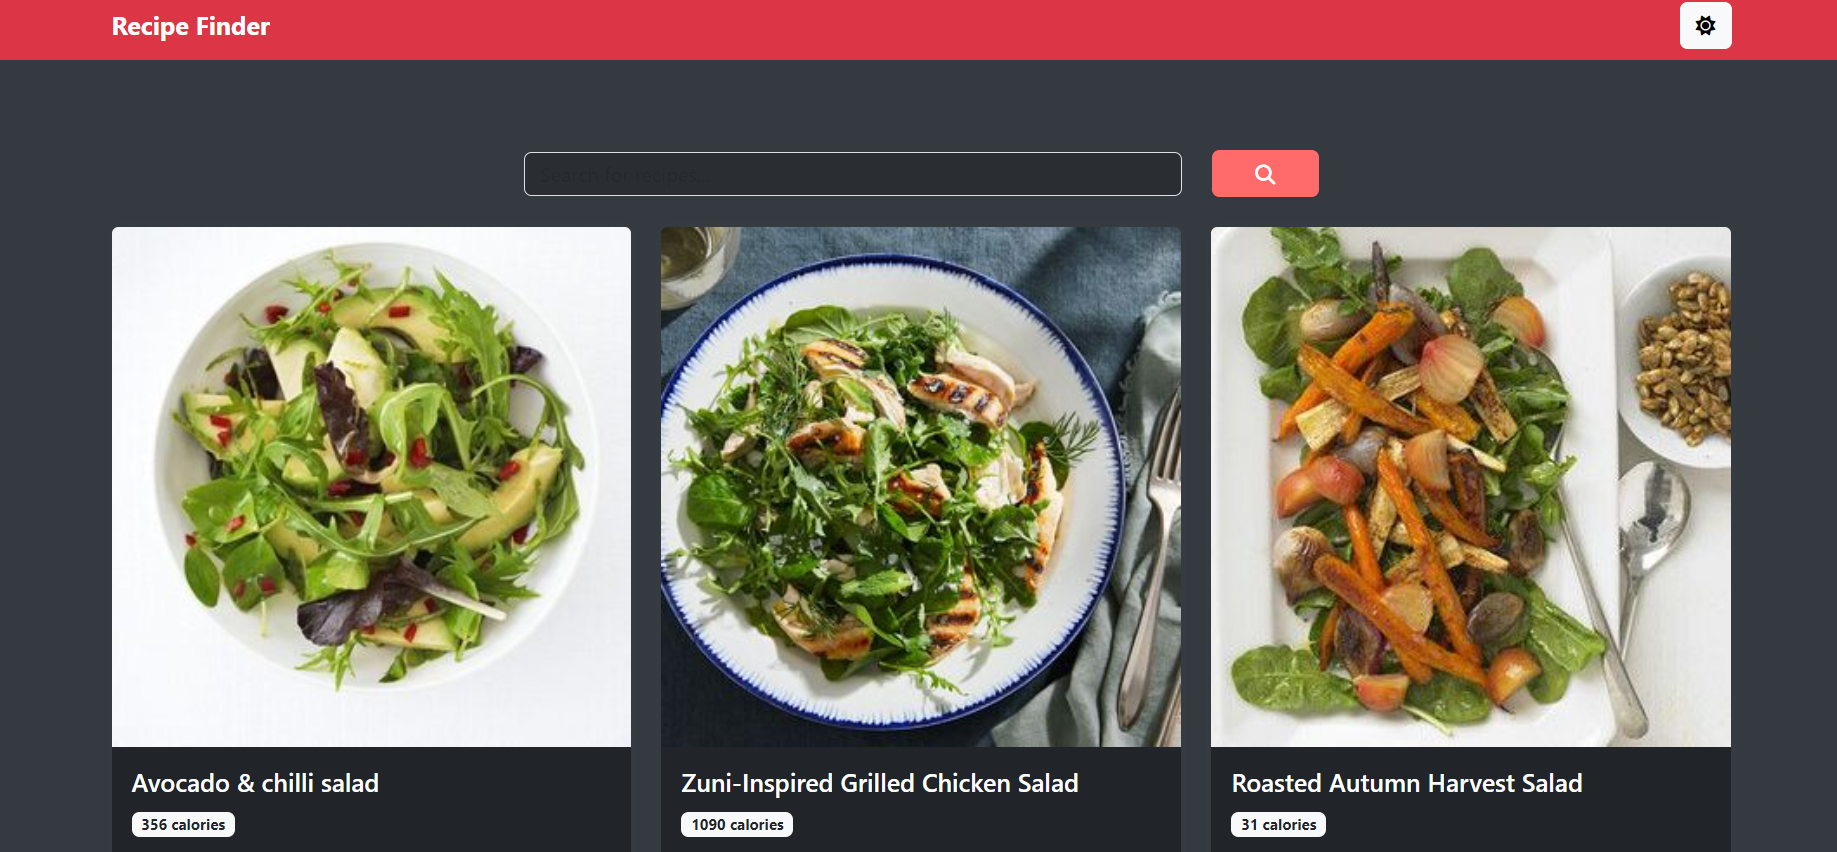 Recipe Finder
Search for recipes...
Avocado & chilli salad
Zuni-Inspired Grilled Chicken Salad
Roasted Autumn Harvest Salad
356 calories
1090 calories
31 calories